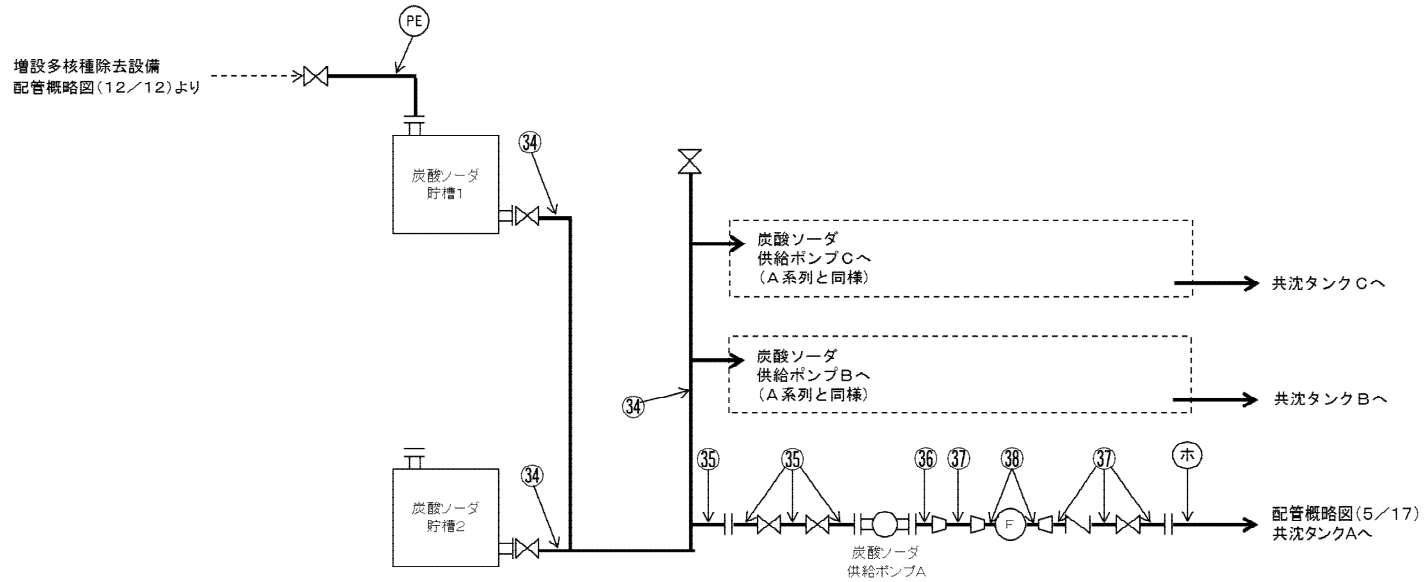 PE
増設多核種除去設備
配管概略図(12/12)より
炭酸ソーダ
貯槽1
34
炭酸ソーダ
供給ポンプCへ
(A系列と同様)
共沈タンクCへ
炭酸ソーダ
供給ポンプBへ
(A系列と同様)
共沈タンクBへ
34
炭酸ソーダ
貯槽2
34
35
35
36
37
38
37
ホ
F
配管概略図(5/17)
共沈タンクAへ
炭酸ソーダ
供給ポンプA